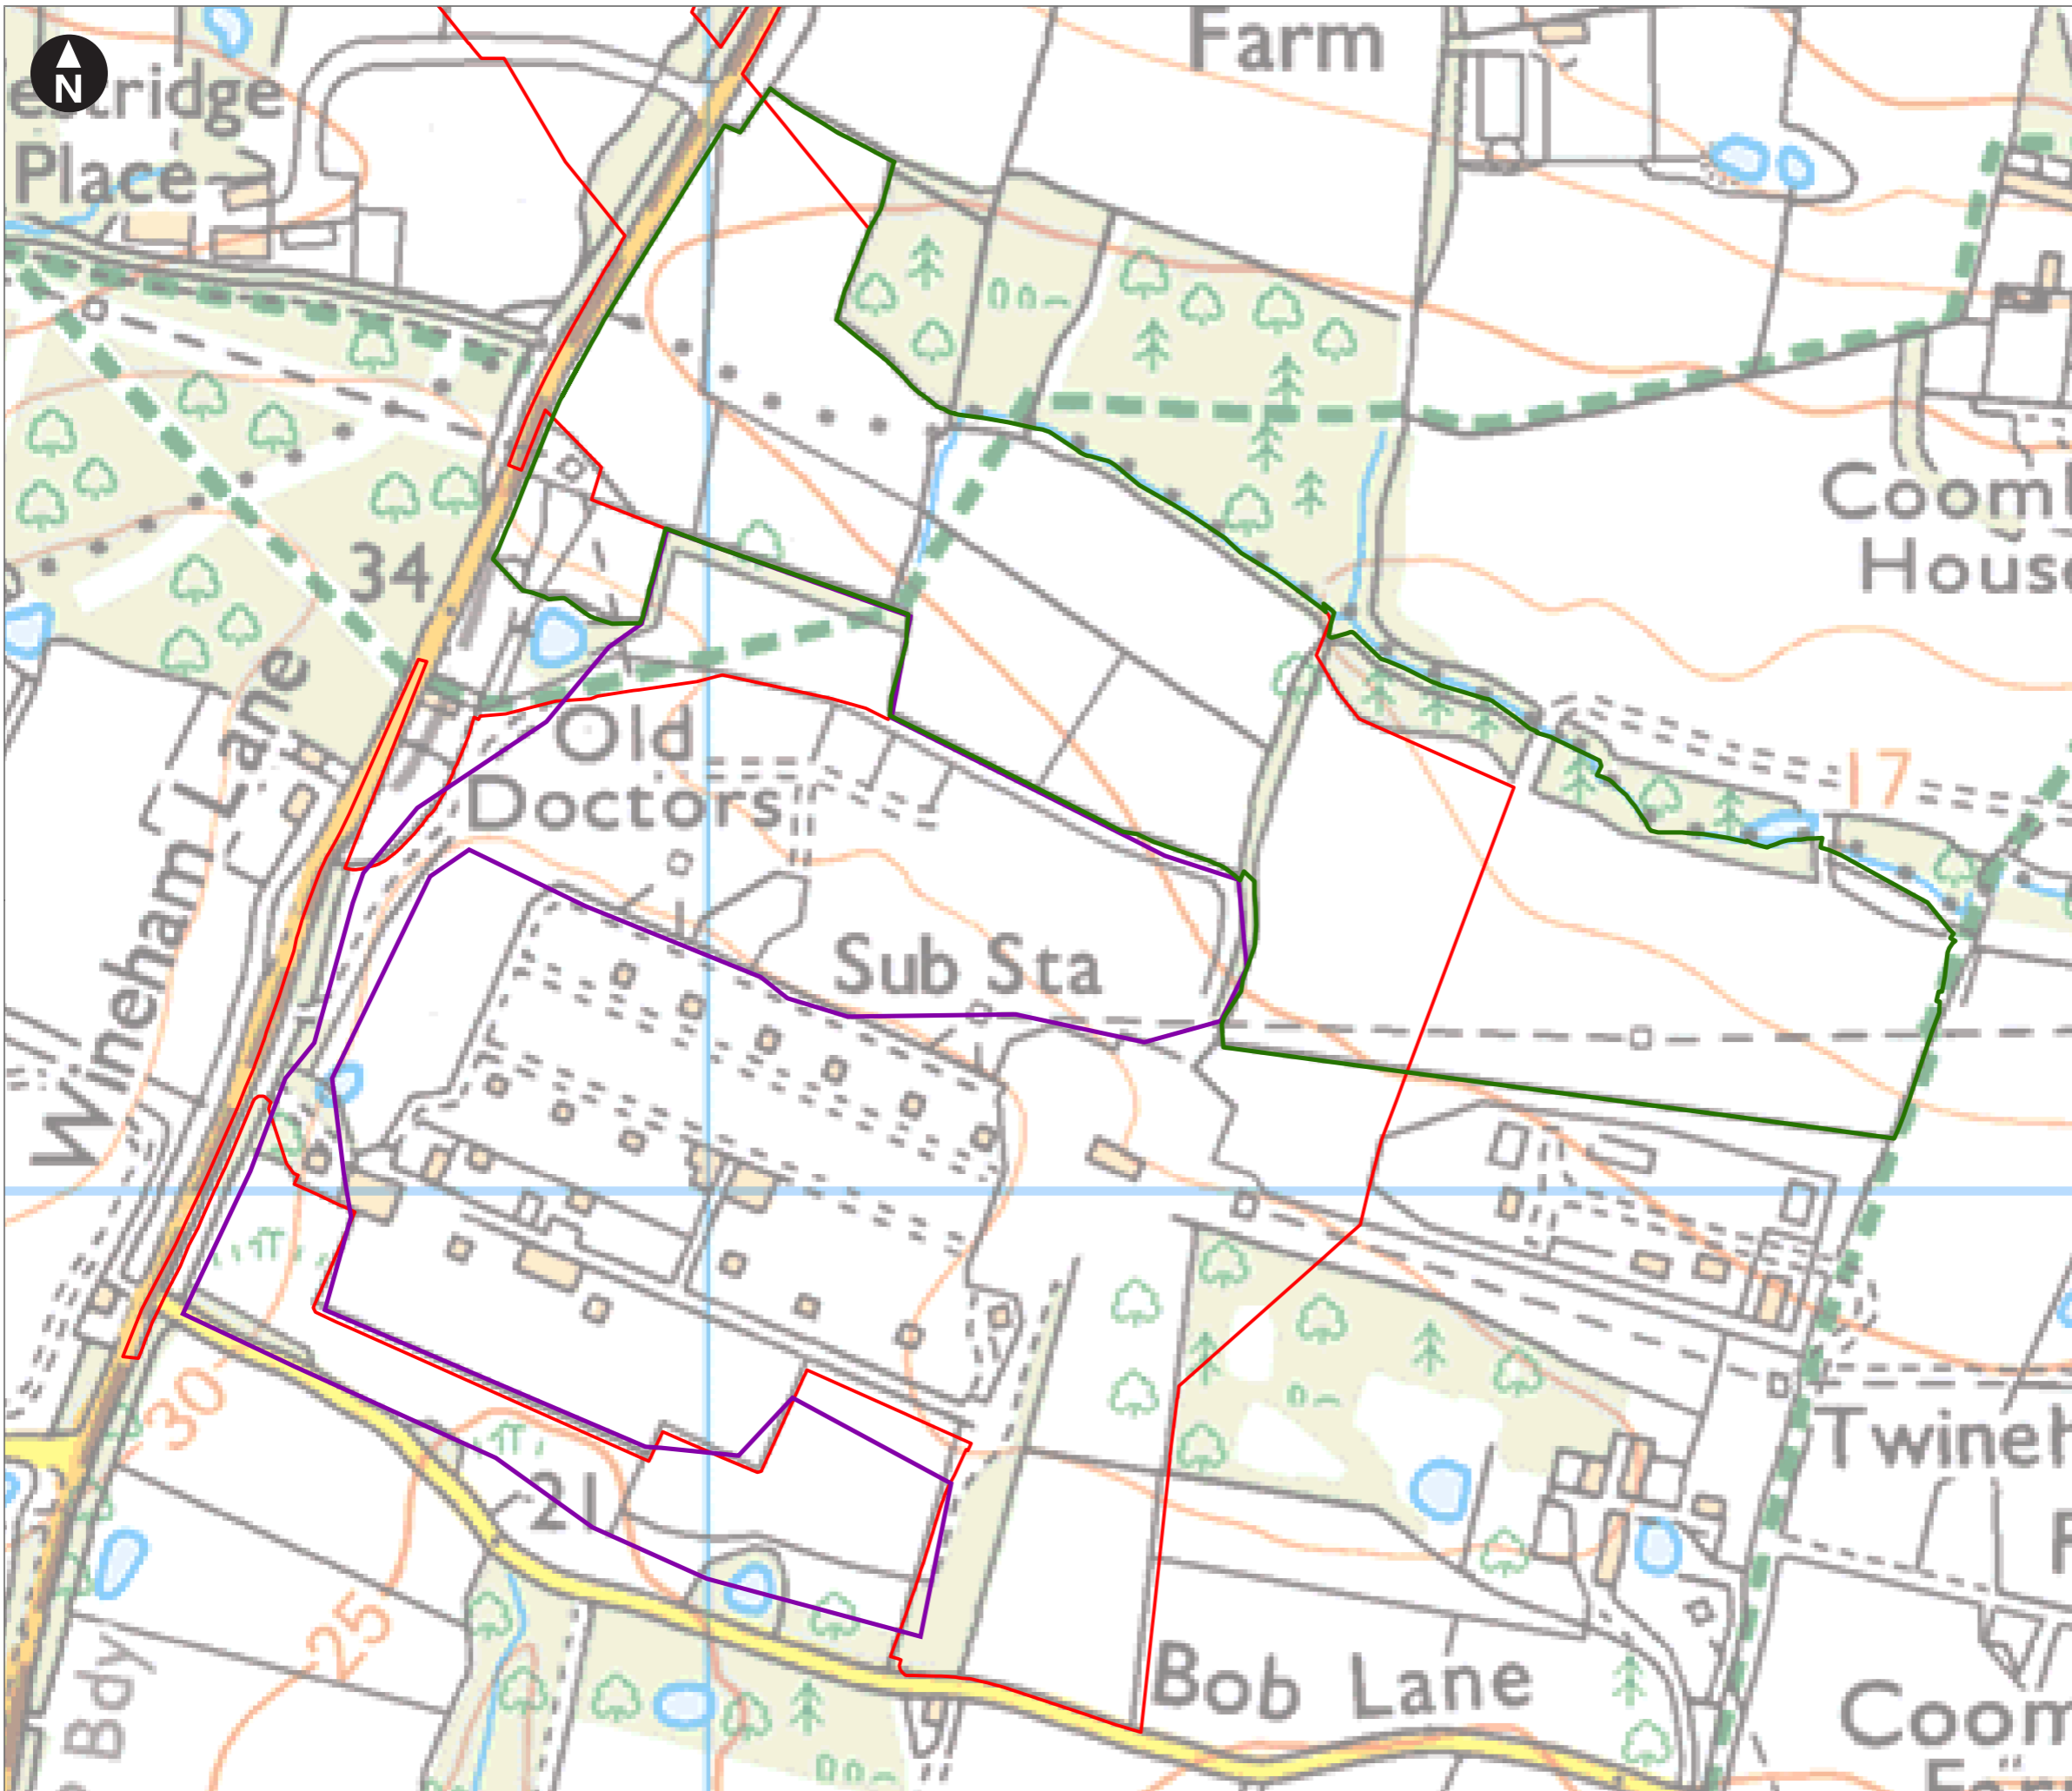 N
Farm
Place
34
Coom
House
Wineham Lane
Old
Doctors
17
Sub Sta
30
21
25
Twineh
Bob Lane
Bdy
Coom